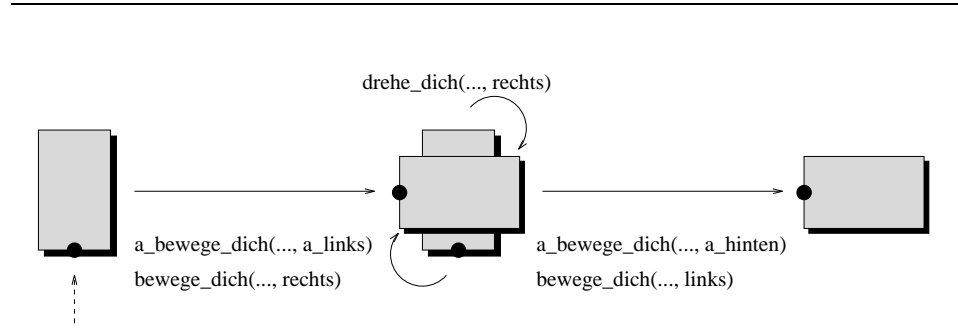 drehe_dich(..., rechts)
a_bewege_dich(..., a_links)
bewege_dich(..., rechts)
a_bewege_dich(..., a_hinten)
bewege_dich(..., links)